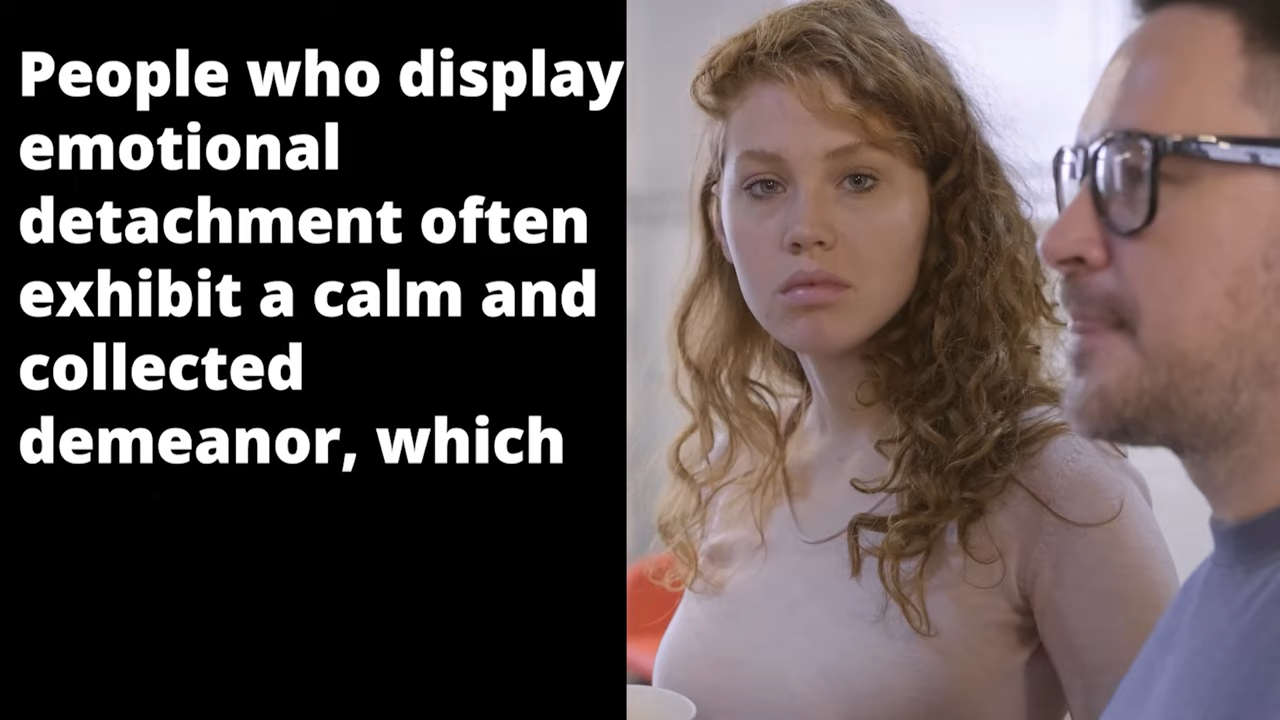 People who display
emotional
detachment often
exhibit a calm and
collected
demeanor, which